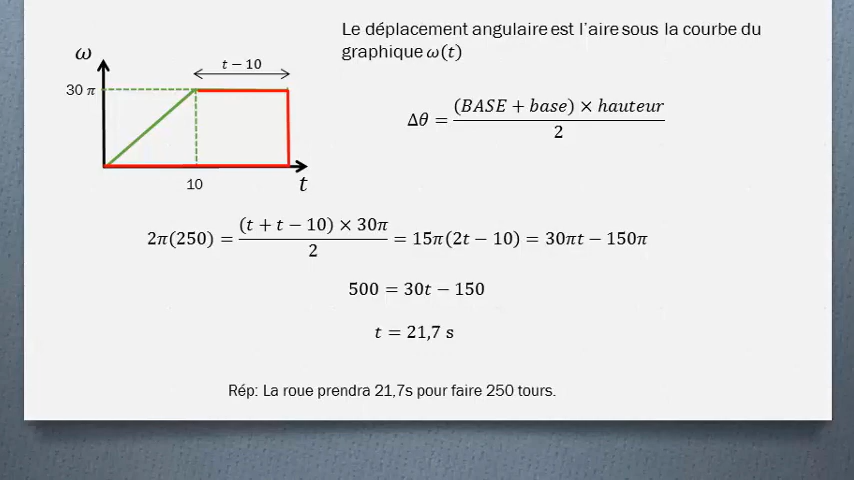 Le déplacement angulaire est l'aire sous la courbe du
graphique ω(t)
ω
t − 10
30 π
10
t
Δθ = (BASE + base) × hauteur / 2
2π(250) = (t + t − 10) × 30π / 2 = 15π(2t − 10) = 30πt − 150π
500 = 30t − 150
t = 21,7 s
Rép: La roue prendra 21,7s pour faire 250 tours.